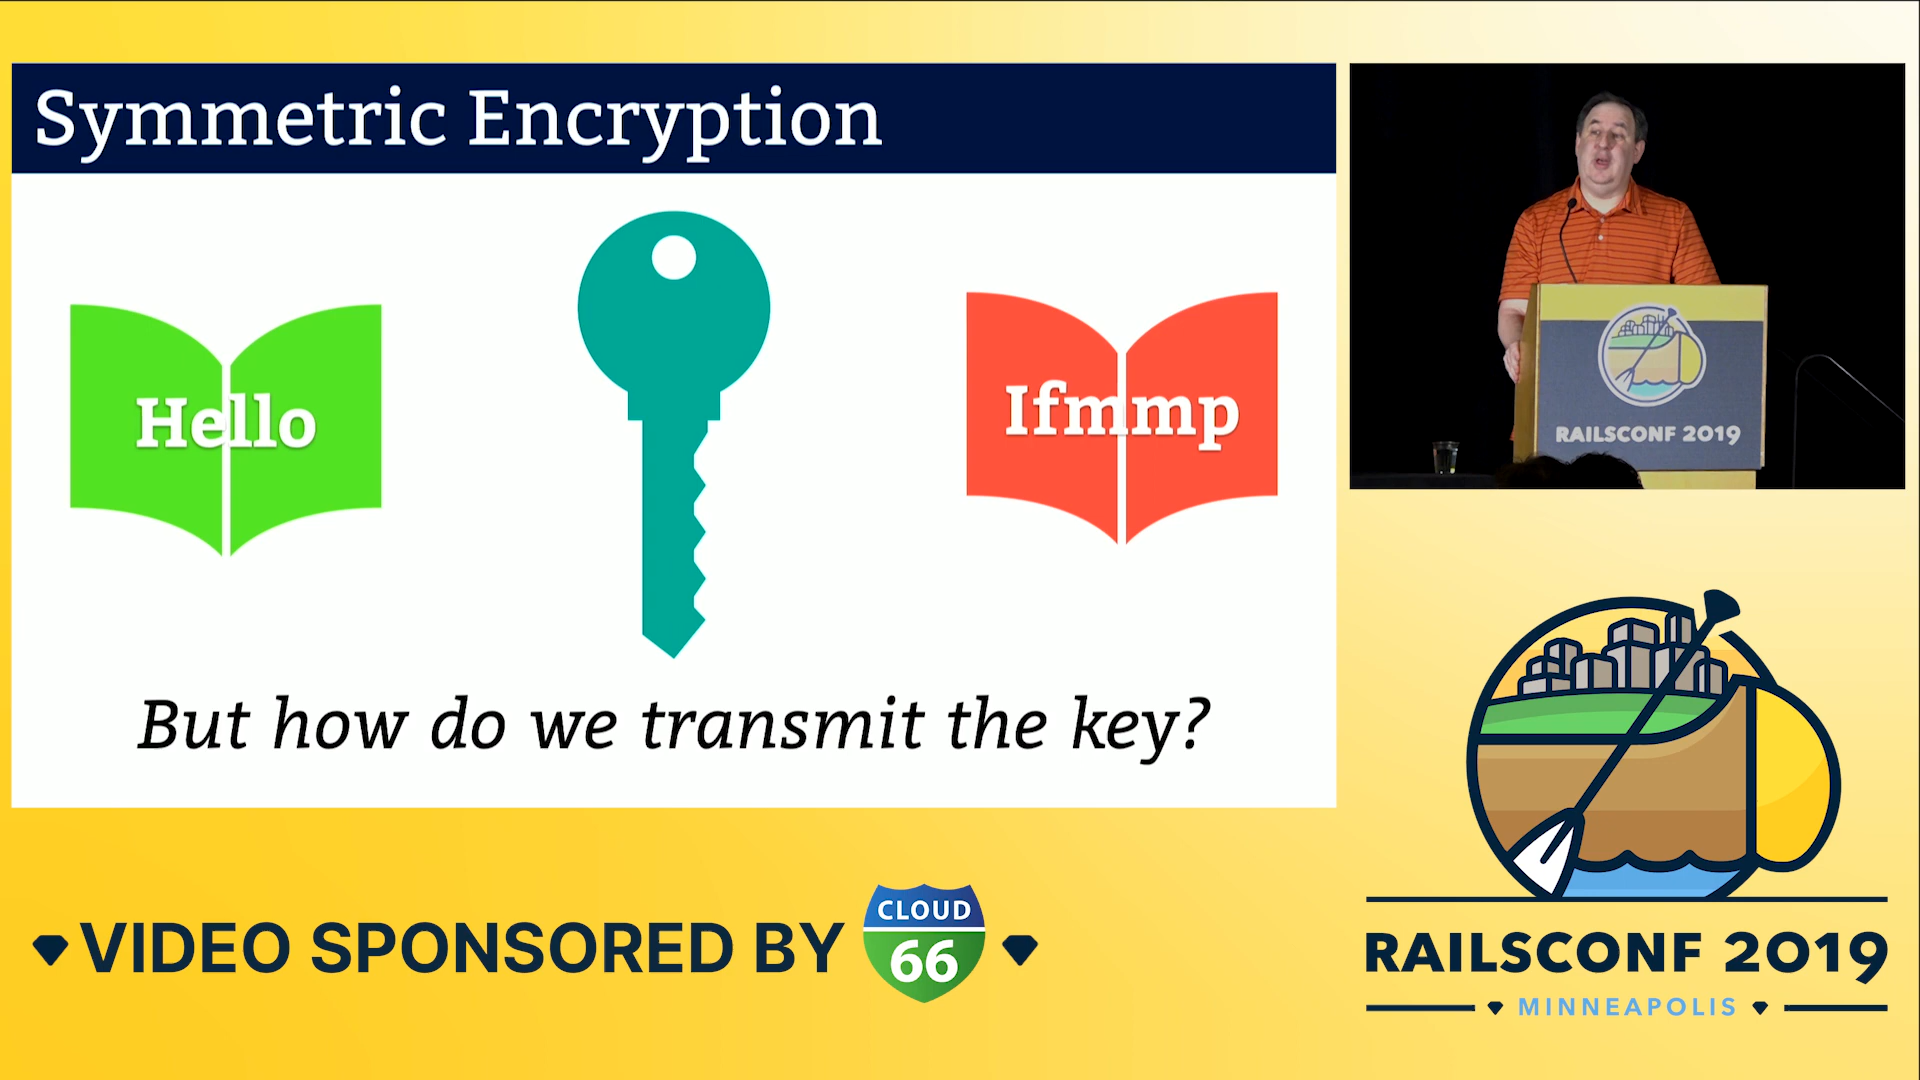 Symmetric Encryption
Hello
Ifmmp
But how do we transmit the key?
RAILSCONF 2019
VIDEO SPONSORED BY
CLOUD
66
RAILSCONF 2019
MINNEAPOLIS